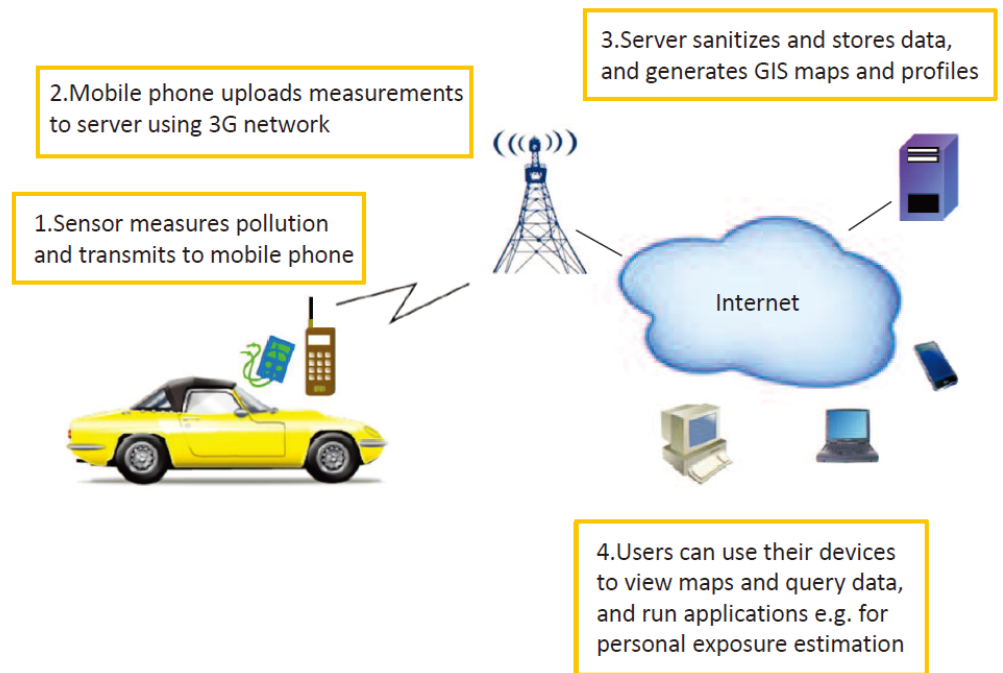 1.Sensor measures pollution
and transmits to mobile phone
2.Mobile phone uploads measurements
to server using 3G network
3.Server sanitizes and stores data,
and generates GIS maps and profiles
Internet
4.Users can use their devices
to view maps and query data,
and run applications e.g. for
personal exposure estimation